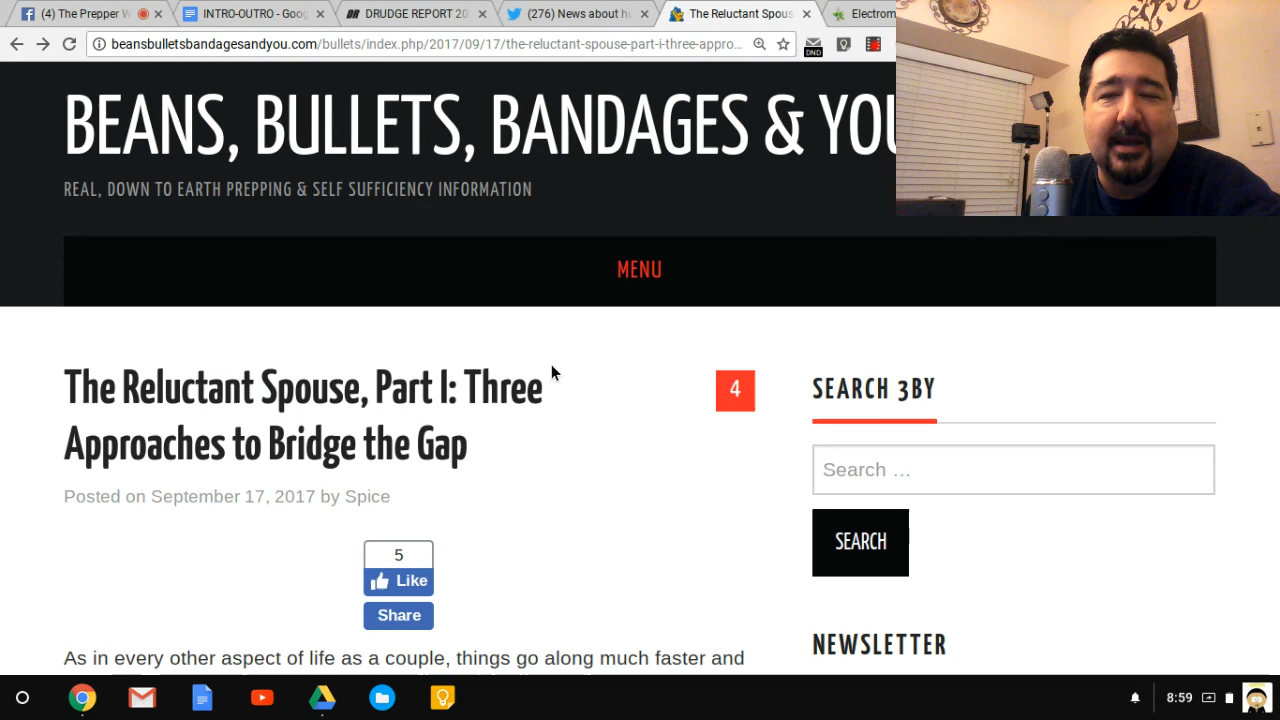 (4) The Prepper W
INTRO-OUTRO - Goog
DRUDGE REPORT 20
(276) News about hu
The Reluctant Spous
Electrom
beansbulletsbandagesandyou.com/bullets/index.php/2017/09/17/the-reluctant-spouse-part-i-three-appro...
DND
BEANS, BULLETS, BANDAGES & YOU
REAL, DOWN TO EARTH PREPPING & SELF SUFFICIENCY INFORMATION
MENU
The Reluctant Spouse, Part I: Three
Approaches to Bridge the Gap
4
Posted on September 17, 2017 by Spice
5
Like
Share
As in every other aspect of life as a couple, things go along much faster and
SEARCH 3BY
Search ...
SEARCH
NEWSLETTER
8:59